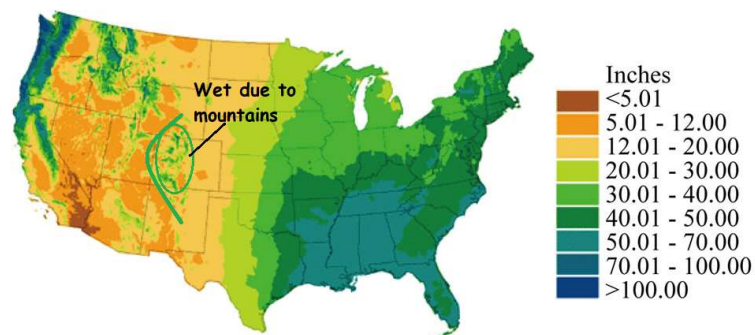 Wet due to
mountains
Inches
<5.01
5.01 - 12.00
12.01 - 20.00
20.01 - 30.00
30.01 - 40.00
40.01 - 50.00
50.01 - 70.00
70.01 - 100.00
>100.00